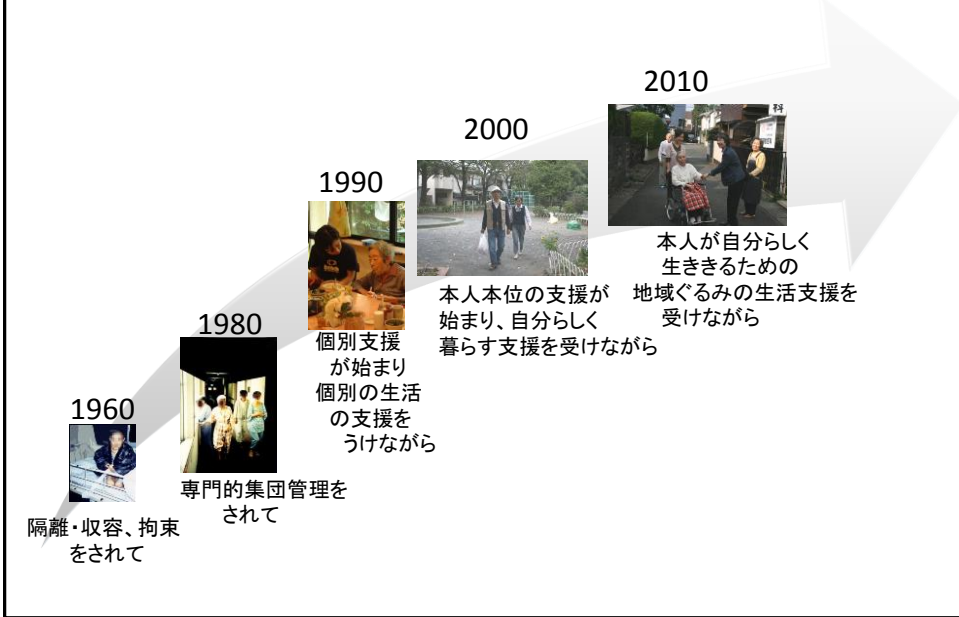 1960
隔離・収容、拘束
をされて
1980
専門的集団管理を
されて
1990
個別支援
が始まり
個別の生活
の支援を
うけながら
2000
本人本位の支援が
始まり、自分らしく
暮らす支援を受けながら
2010
科
本人が自分らしく
生ききるための
地域ぐるみの生活支援を
受けながら